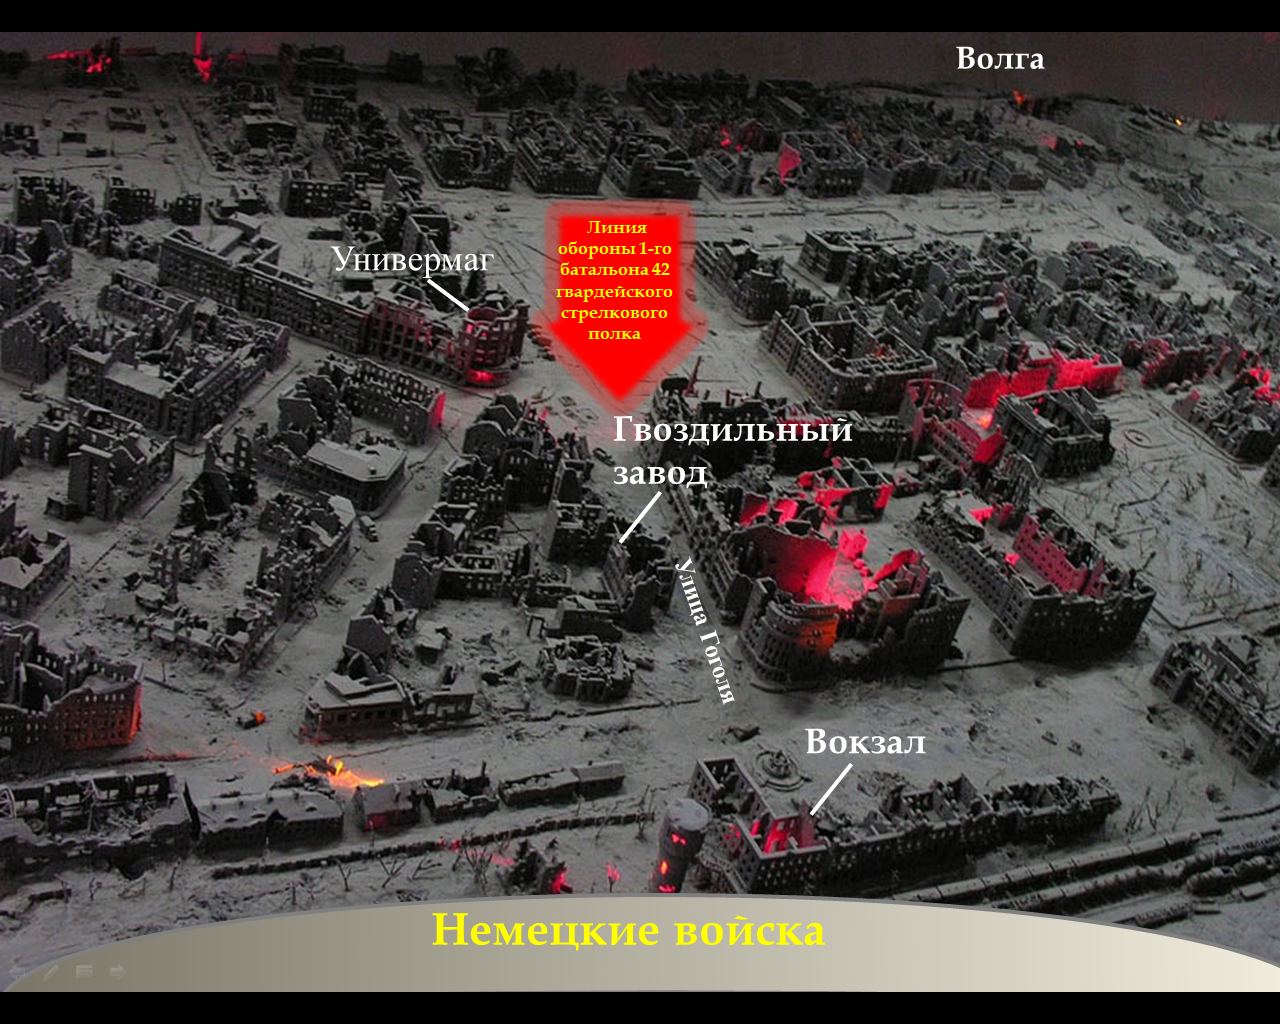 Волга
Линия
обороны 1-го
батальона 42
гвардейского
стрелкового
полка
Универмаг
Гвоздильный
завод
Улица Гоголя
Вокзал
Немецкие войска